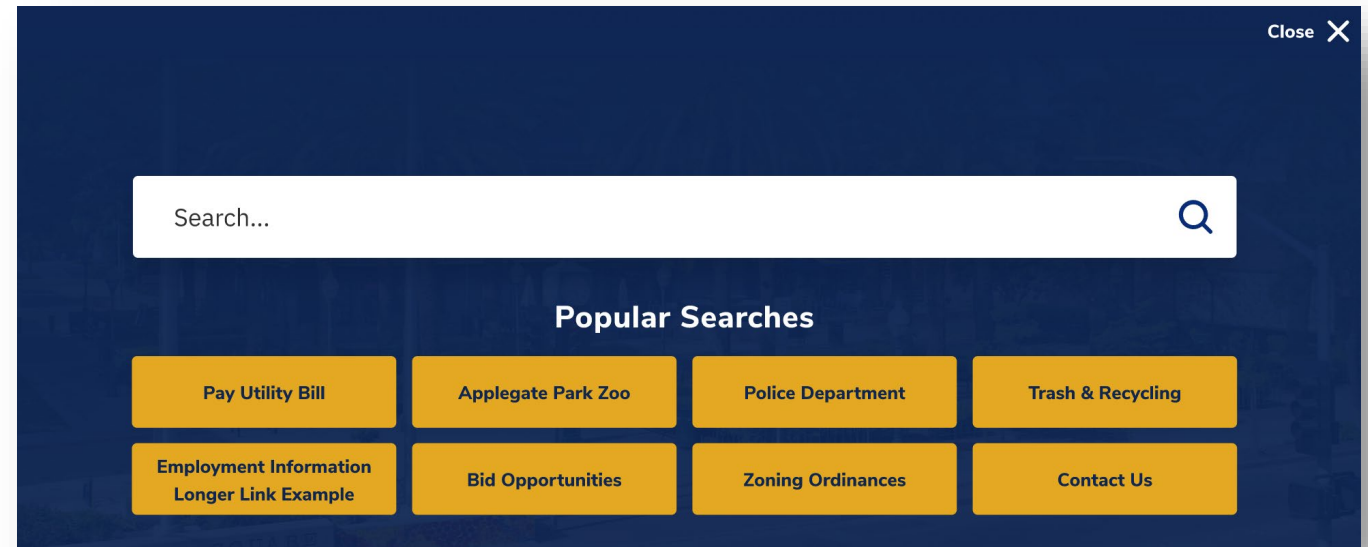 Close
Search...
Popular Searches
Pay Utility Bill
Applegate Park Zoo
Police Department
Trash & Recycling
Employment Information
Longer Link Example
Bid Opportunities
Zoning Ordinances
Contact Us